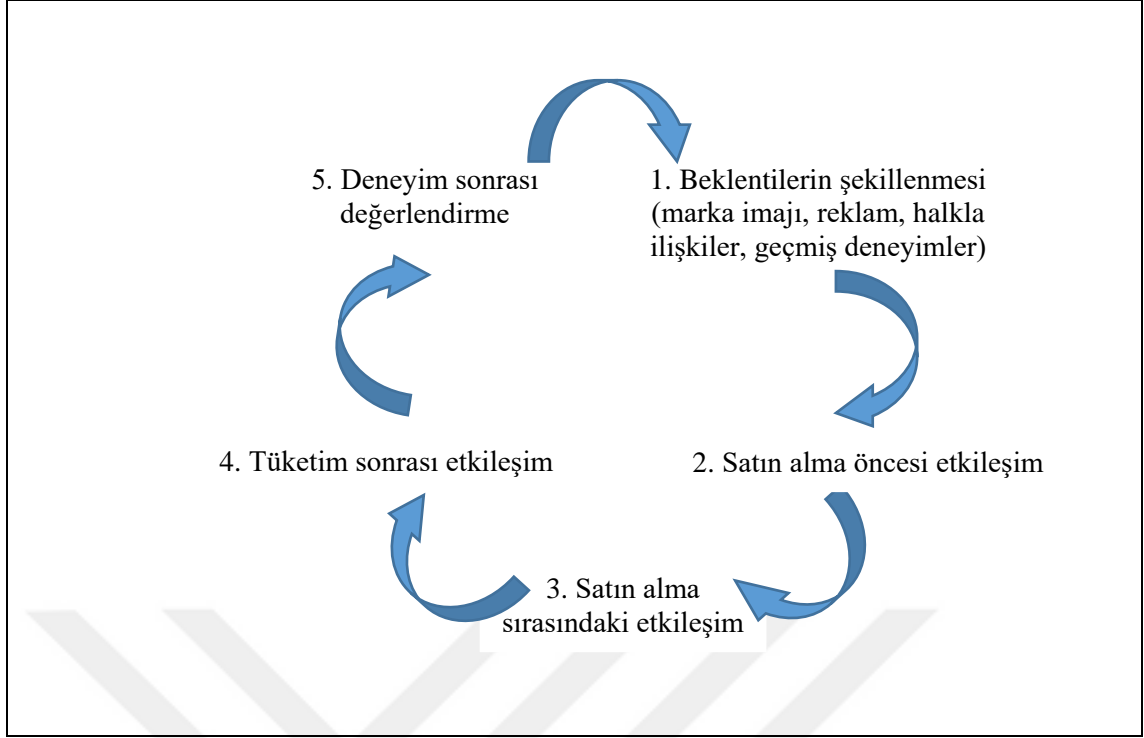 5. Deneyim sonrası
değerlendirme
1. Beklentilerin şekillenmesi
(marka imajı, reklam, halkla
ilişkiler, geçmiş deneyimler)
4. Tüketim sonrası etkileşim
2. Satın alma öncesi etkileşim
3. Satın alma
sırasındaki etkileşim